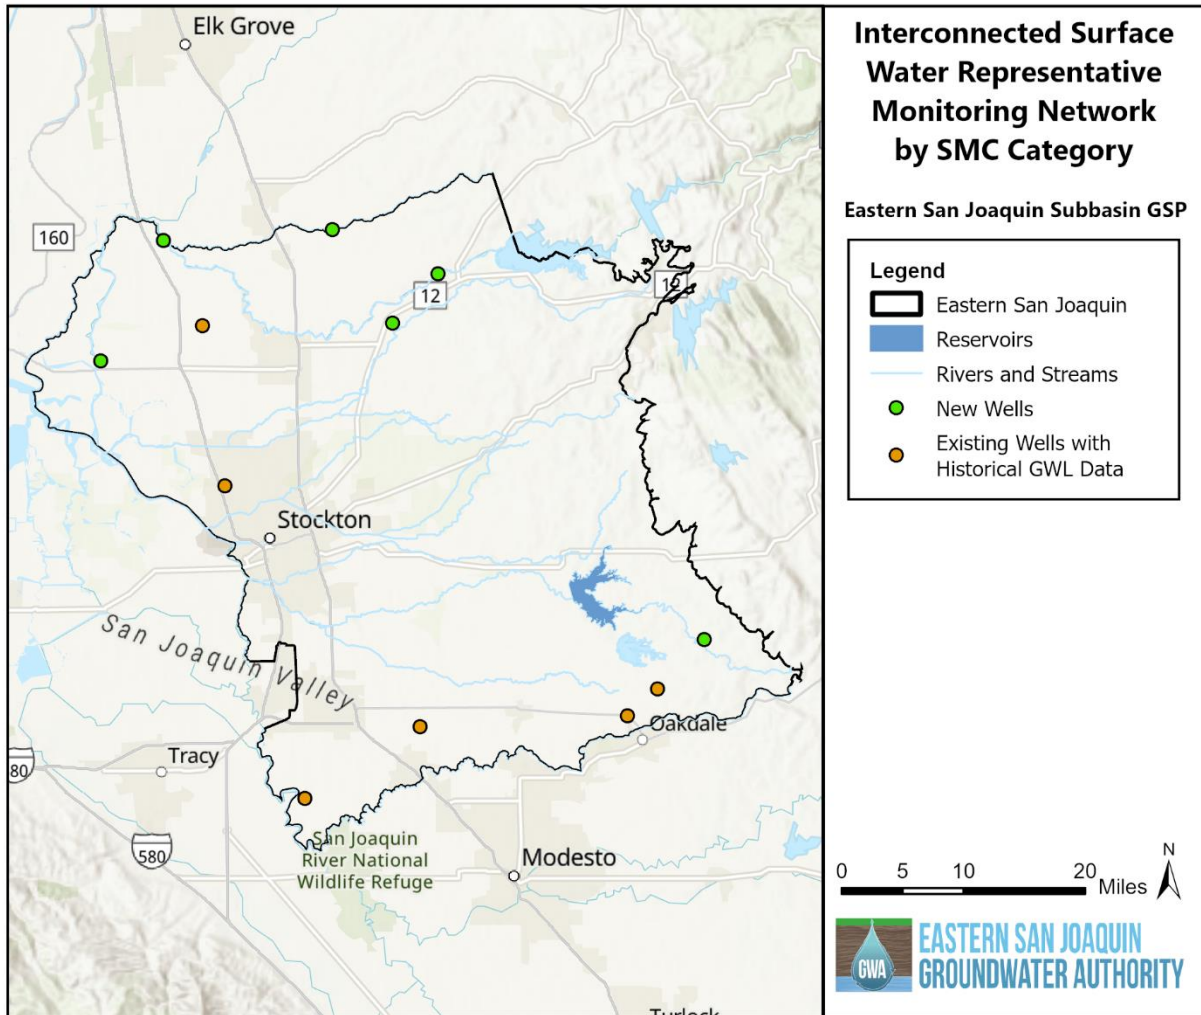 Elk Grove
160
12
12
Stockton
San Joaquin Valley
Oakdale
Tracy
80
580
San Joaquin
River National
Wildlife Refuge
Modesto
Turlock
Interconnected Surface
Water Representative
Monitoring Network
by SMC Category
Eastern San Joaquin Subbasin GSP
Legend
Eastern San Joaquin
Reservoirs
Rivers and Streams
New Wells
Existing Wells with
Historical GWL Data
0 5 10 20 Miles
N
GWA
EASTERN SAN JOAQUIN
GROUNDWATER AUTHORITY